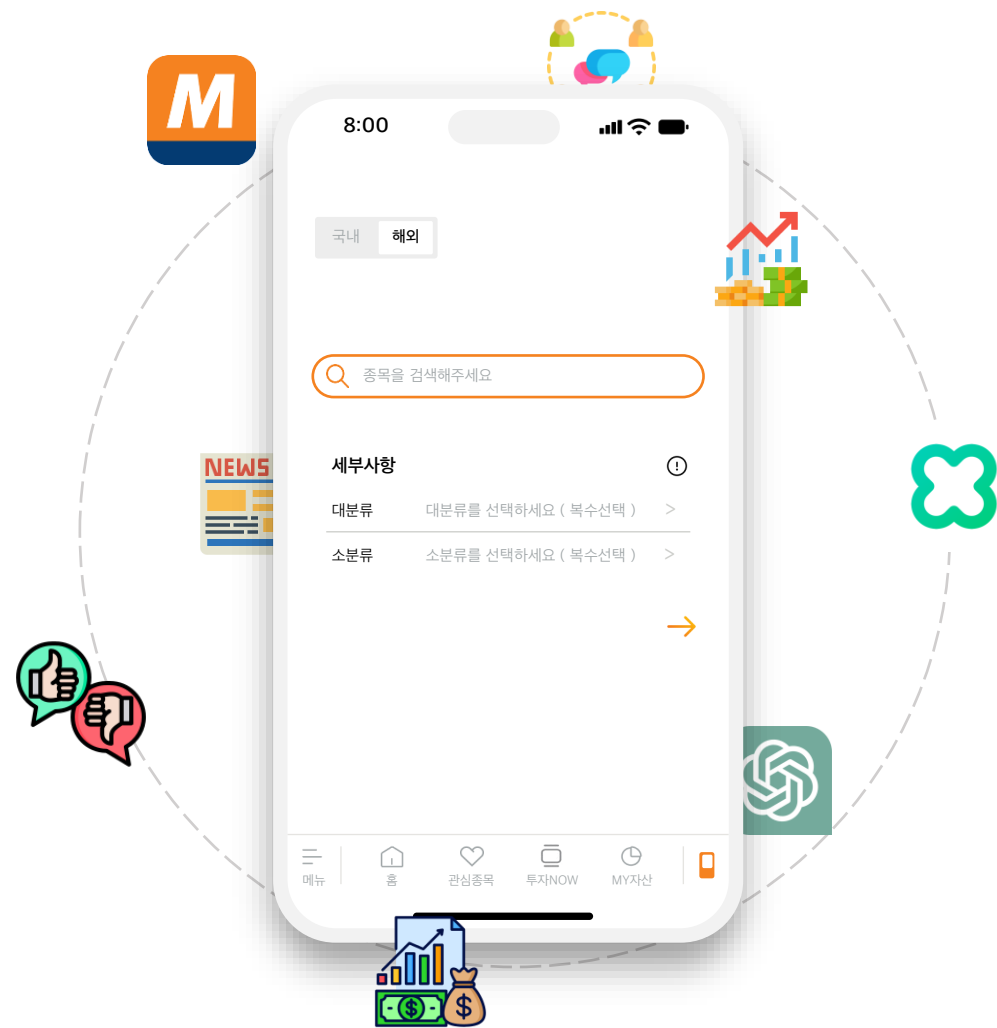 M
8:00
국내 해외
종목을 검색해주세요
NEWS
세부사항
대분류 대분류를 선택하세요 ( 복수선택 ) >
소분류 소분류를 선택하세요 ( 복수선택 ) >
메뉴 홈 관심종목 투자NOW MY자산
$ $